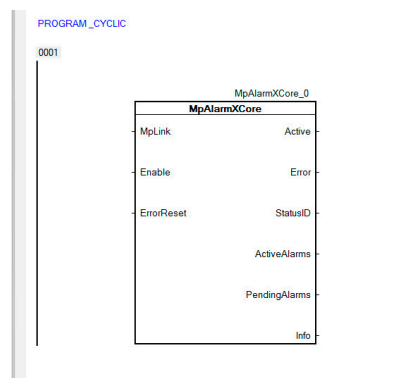 PROGRAM _CYCLIC
0001
MpAlarmXCore_0
MpAlarmXCore
MpLink Active
Enable Error
ErrorReset StatusID
ActiveAlarms
PendingAlarms
Info